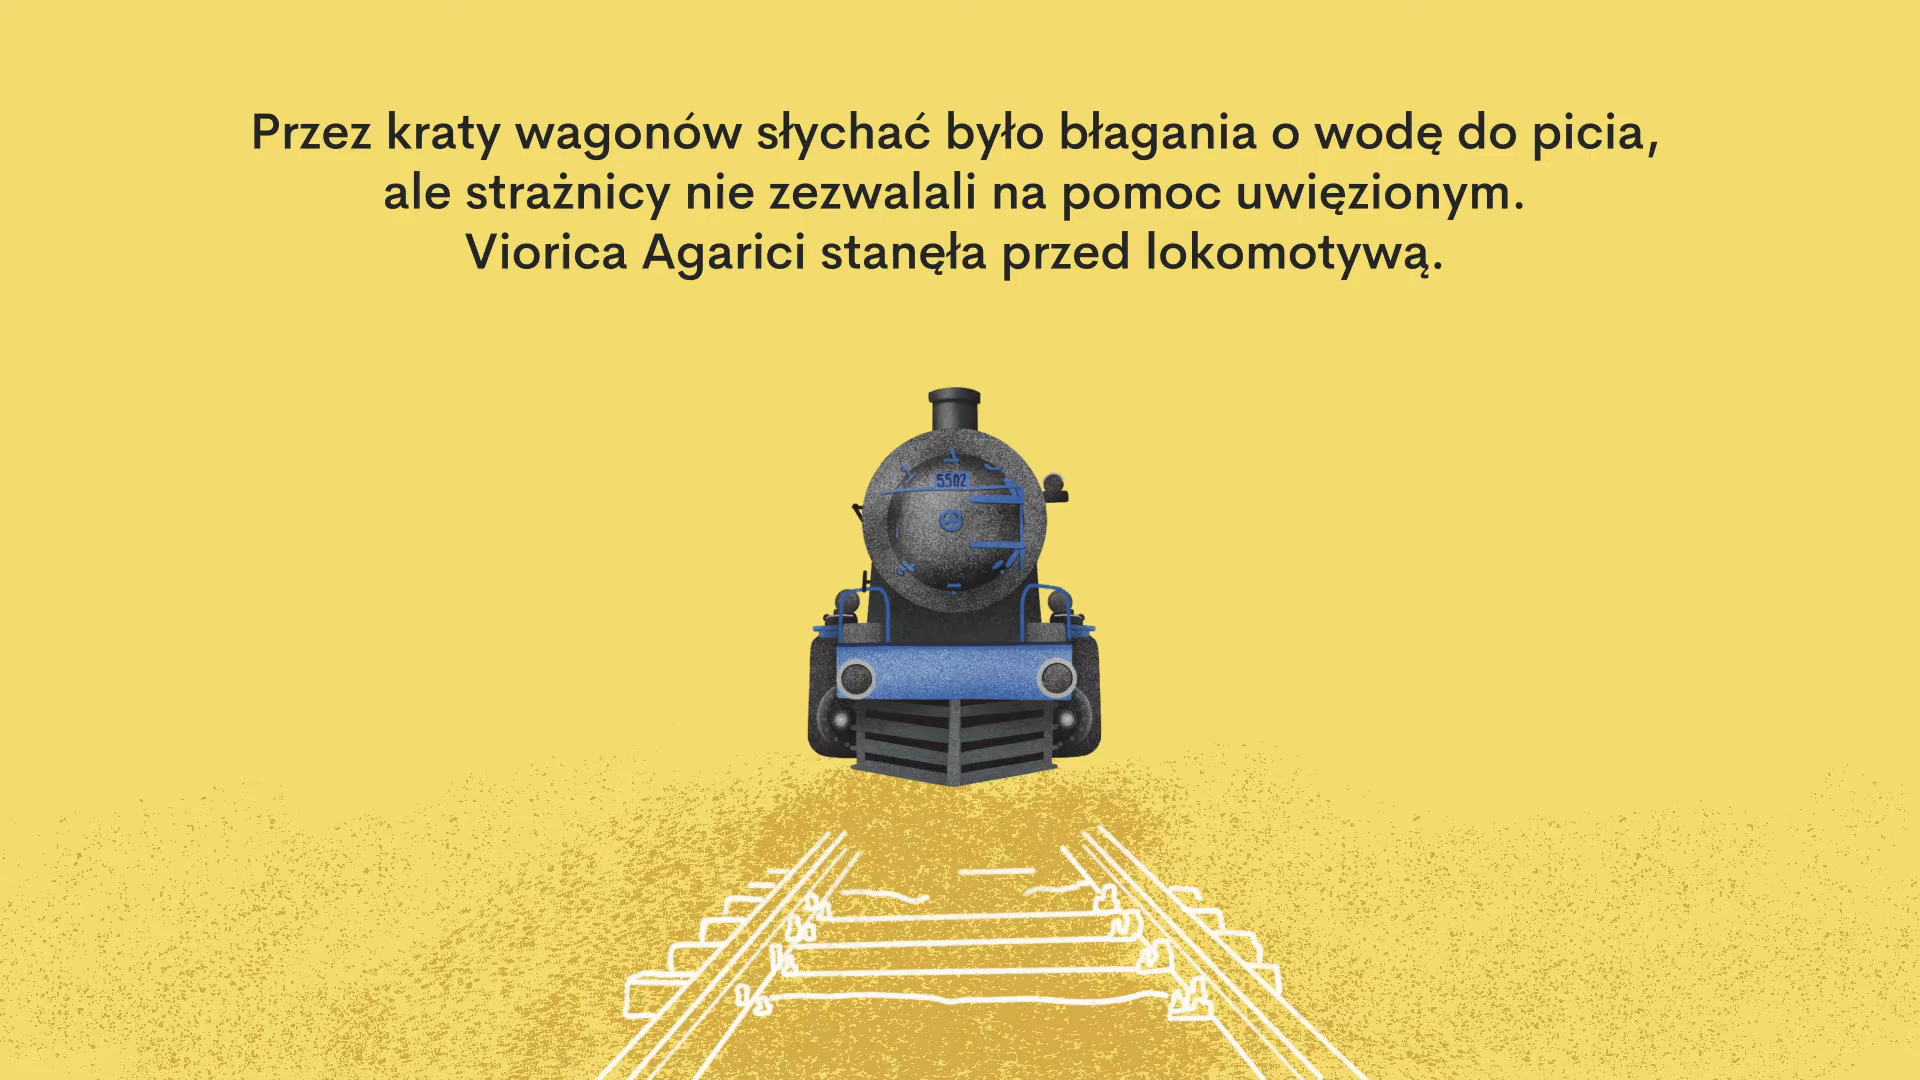 Przez kraty wagonów słychać było błagania o wodę do picia,
ale strażnicy nie zezwalali na pomoc uwięzionym.
Viorica Agarici stanęła przed lokomotywą.
5502